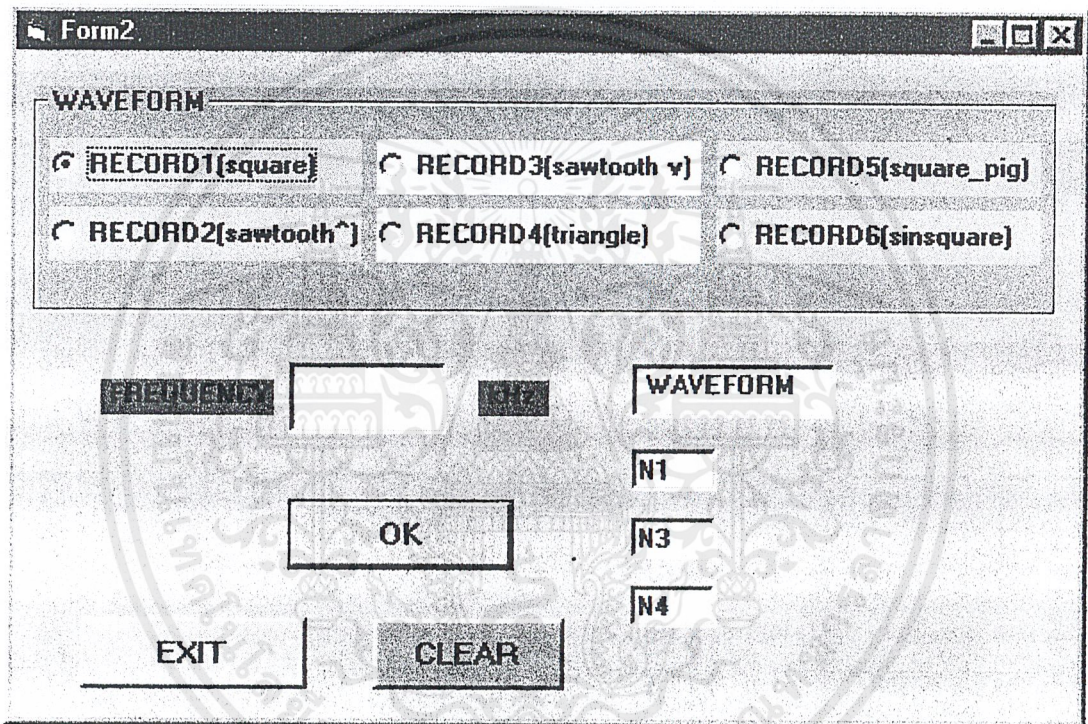 Form2
WAVEFORM
RECORD1(square) RECORD3(sawtooth v) RECORD5(square_pig)
RECORD2(sawtooth^) RECORD4(triangle) RECORD6(sinsquare)
FREQUENCY KHz WAVEFORM
N1
OK N3
N4
EXIT CLEAR